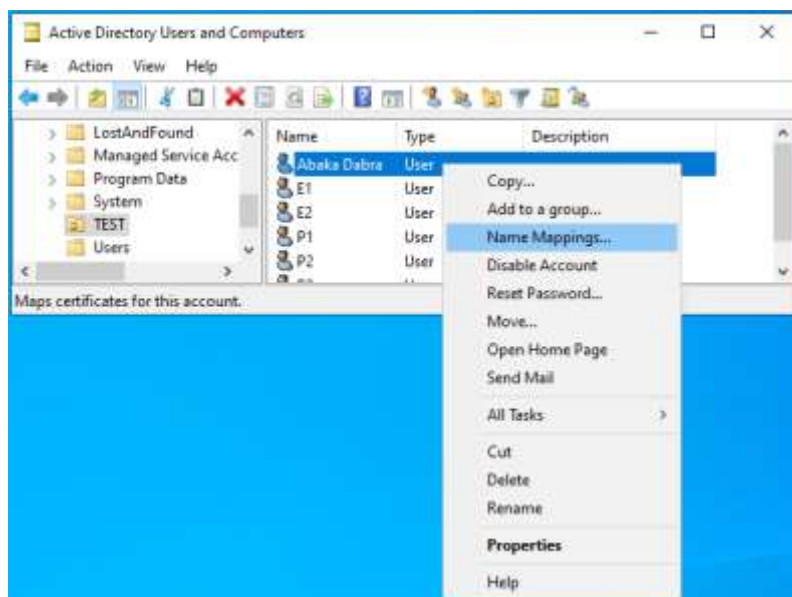 Active Directory Users and Computers
File Action View Help
LostAndFound
Managed Service Acc
Program Data
System
TEST
Users
Name Type Description
Abaka Dabra User
E1 User
E2 User
P1 User
P2 User
Maps certificates for this account.
Copy...
Add to a group...
Name Mappings...
Disable Account
Reset Password...
Move...
Open Home Page
Send Mail
All Tasks
Cut
Delete
Rename
Properties
Help